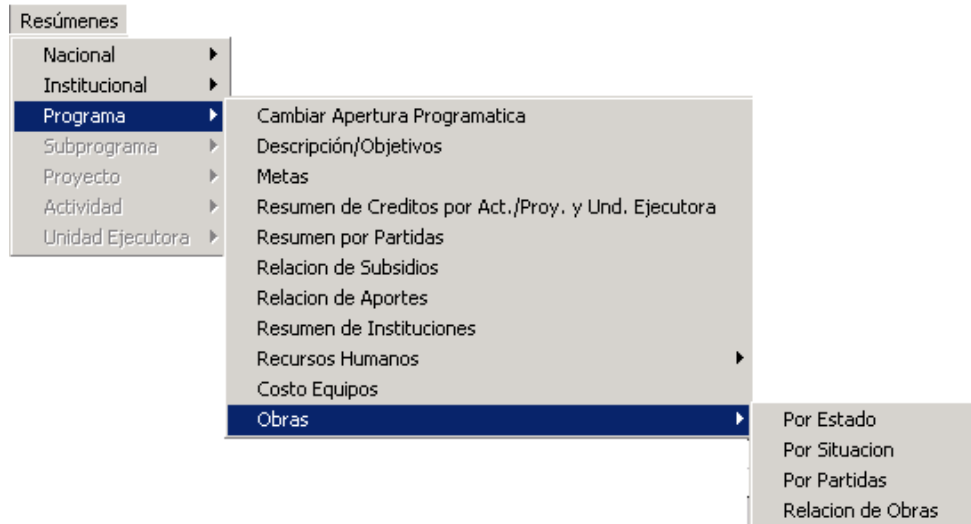 Resúmenes
Nacional
Institucional
Programa
Subprograma
Proyecto
Actividad
Unidad Ejecutora
Cambiar Apertura Programatica
Descripción/Objetivos
Metas
Resumen de Creditos por Act./Proy. y Und. Ejecutora
Resumen por Partidas
Relacion de Subsidios
Relacion de Aportes
Resumen de Instituciones
Recursos Humanos
Costo Equipos
Obras
Por Estado
Por Situacion
Por Partidas
Relacion de Obras